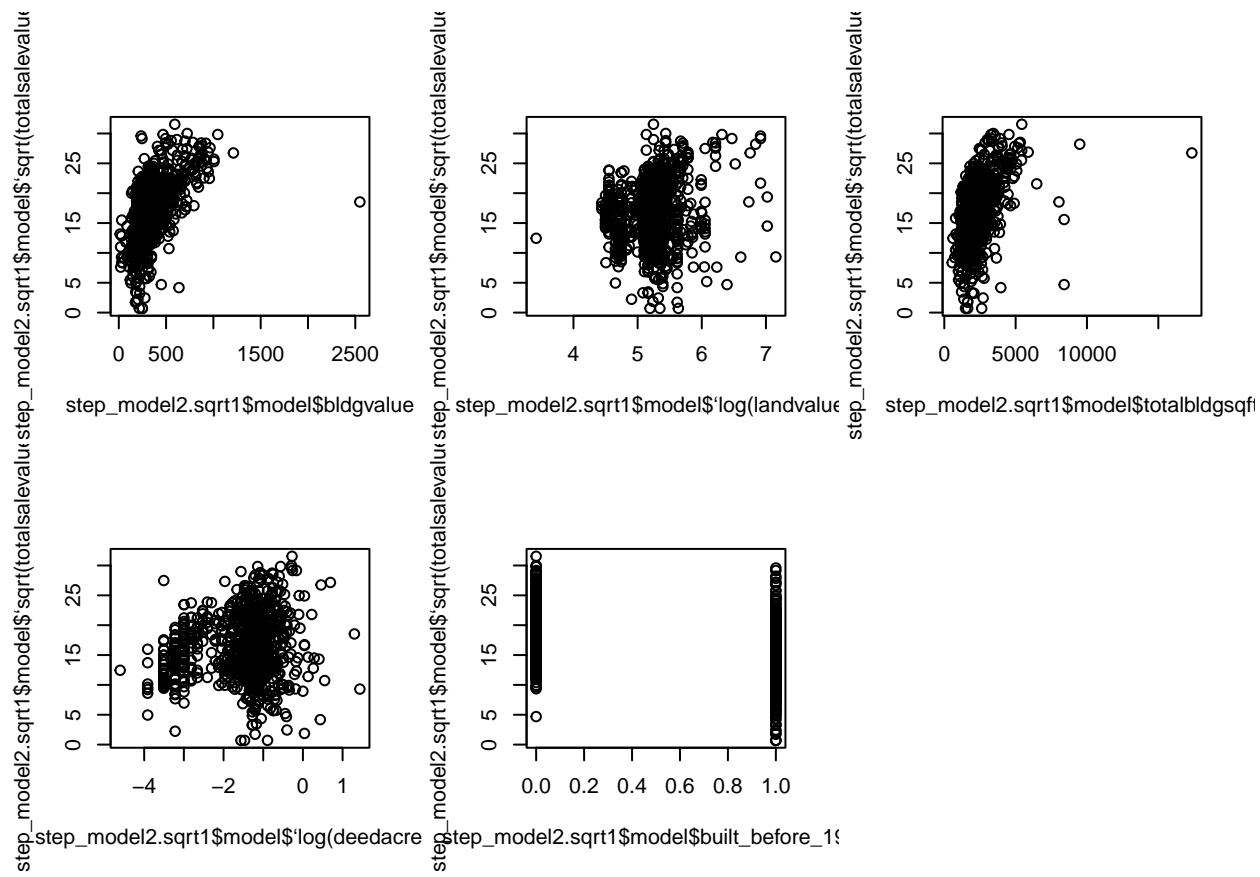 step_model2.sqrt1$model$‘sqrt(totalsalevalue
0 5 15 25
0 500 1500 2500
step_model2.sqrt1$model$bldgvalue
step_model2.sqrt1$model$‘sqrt(totalsalevalue
0 5 15 25
4 5 6 7
step_model2.sqrt1$model$‘log(landvalue
step_model2.sqrt1$model$‘sqrt(totalsalevalue
0 5 15 25
0 5000 10000
step_model2.sqrt1$model$totalbldgsqft
step_model2.sqrt1$model$‘sqrt(totalsalevalue
0 5 15 25
−4 −2 0 1
step_model2.sqrt1$model$‘log(deedacre
step_model2.sqrt1$model$‘sqrt(totalsalevalue
0 5 15 25
0.0 0.2 0.4 0.6 0.8 1.0
step_model2.sqrt1$model$built_before_19